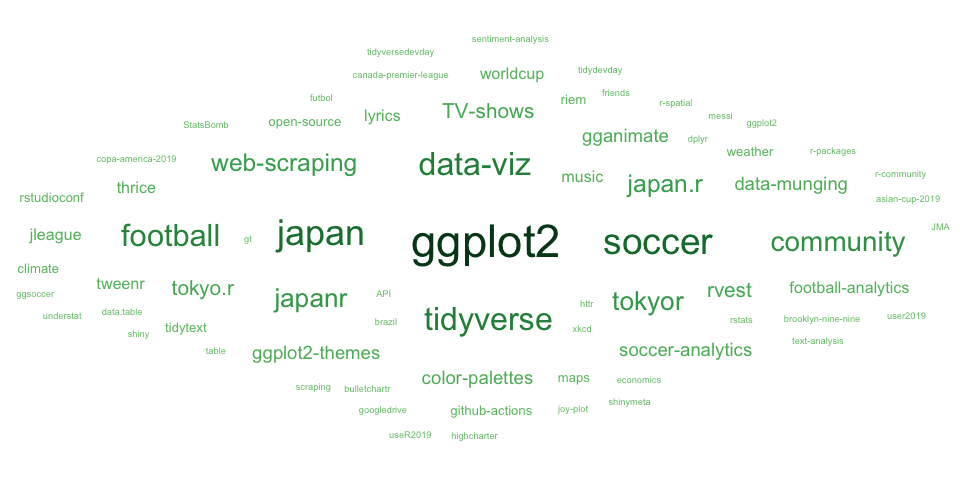 sentiment-analysis
tidyversedevday
canada-premier-league
worldcup
tidydevday
futbol
riem
friends
r-spatial
StatsBomb
open-source
lyrics
TV-shows
messi
ggplot2
gganimate
dplyr
copa-america-2019
web-scraping
data-viz
weather
r-packages
rstudioconf
thrice
music
japan.r
data-munging
r-community
asian-cup-2019
jleague
football
gt
japan
ggplot2
soccer
community
JMA
climate
ggsoccer
tweenr
tokyo.r
japanr
API
httr
tokyor
rvest
football-analytics
understat
data.table
shiny
tidytext
brazil
tidyverse
xkcd
rstats
brooklyn-nine-nine
user2019
table
ggplot2-themes
soccer-analytics
text-analysis
scraping
bulletchartr
color-palettes
maps
economics
googledrive
github-actions
joy-plot
shinymeta
useR2019
highcharter